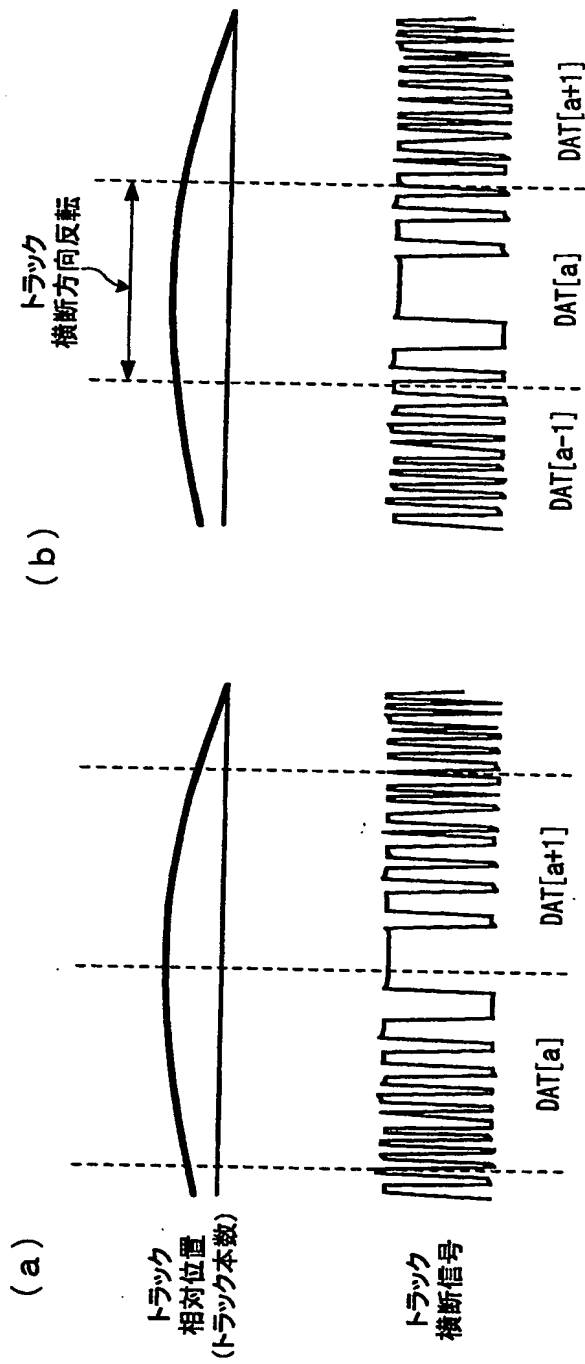 (a)
トラック
相対位置
(トラック本数)
トラック
横断信号
DAT[a]
DAT[a+1]
(b)
トラック
横断方向反転
DAT[a-1]
DAT[a]
DAT[a+1]